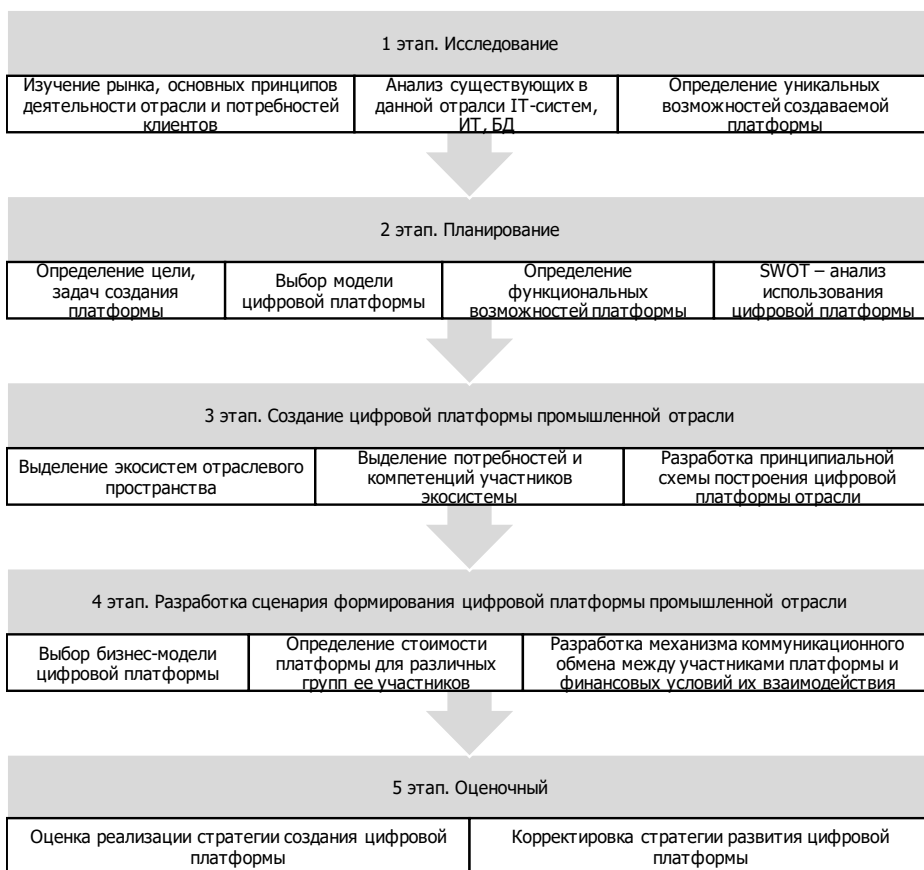 1 этап. Исследование
Изучение рынка, основных принципов
деятельности отрасли и потребностей
клиентов
Анализ существующих в
данной отралси IT-систем,
ИТ, БД
Определение уникальных
возможностей создаваемой
платформы
2 этап. Планирование
Определение цели,
задач создания
платформы
Выбор модели
цифровой платформы
Определение
функциональных
возможностей платформы
SWOT – анализ
использования
цифровой платформы
3 этап. Создание цифровой платформы промышленной отрасли
Выделение экосистем отраслевого
пространства
Выделение потребностей и
компетенций участников
экосистемы
Разработка принципиальной
схемы построения цифровой
платформы отрасли
4 этап. Разработка сценария формирования цифровой платформы промышленной отрасли
Выбор бизнес-модели
цифровой платформы
Определение стоимости
платформы для различных
групп ее участников
Разработка механизма коммуникационного
обмена между участниками платформы и
финансовых условий их взаимодействия
5 этап. Оценочный
Оценка реализации стратегии создания цифровой
платформы
Корректировка стратегии развития цифровой
платформы